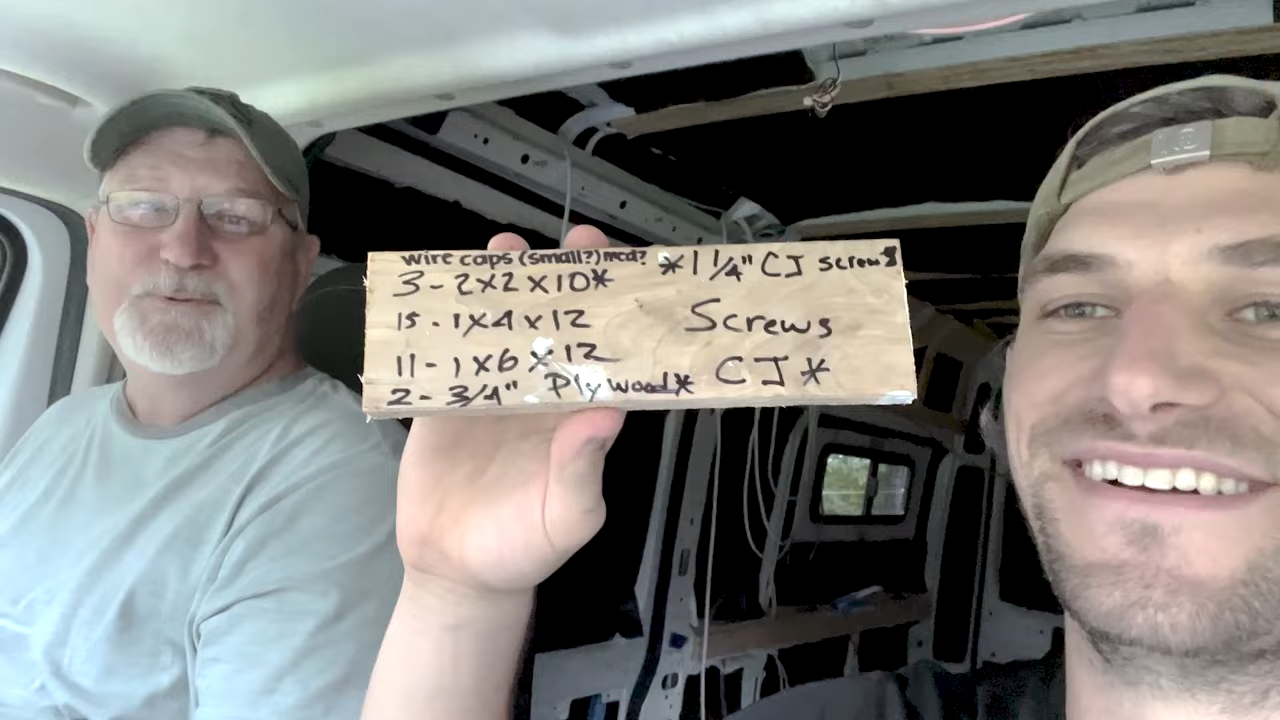 wire caps (small?) med?
3 - 2x2x10*
15 - 1x4x12
11 - 1x6x12
2 - 3/4" Plywood*
*1 1/4" CJ screws
Screws
CJ*